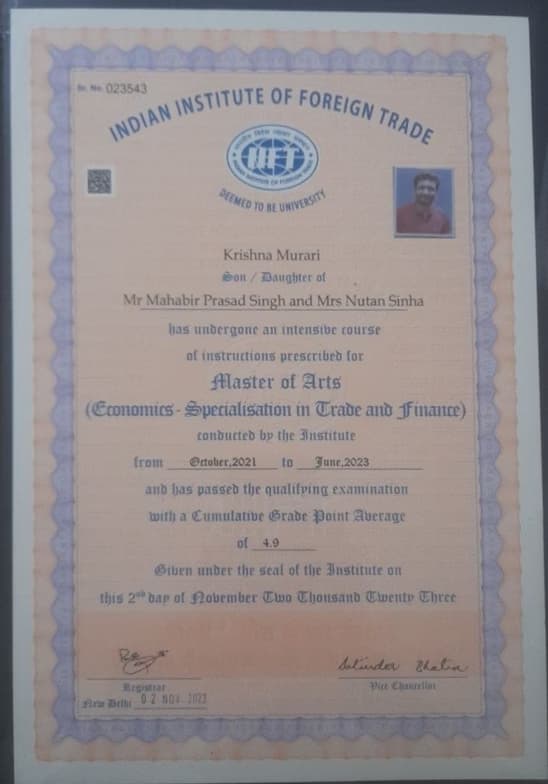 Sr. No. 023543
INDIAN INSTITUTE OF FOREIGN TRADE
IIFT
DEEMED TO BE UNIVERSITY
Krishna Murari
Son / Daughter of
Mr Mahabir Prasad Singh and Mrs Nutan Sinha
has undergone an intensive course
of instructions prescribed for
Master of Arts
(Economics - Specialisation in Trade and Finance)
conducted by the Institute
from October,2021 to June,2023
and has passed the qualifying examination
with a Cumulative Grade Point Average
of 4.9
Given under the seal of the Institute on
this 2nd day of November Two Thousand Twenty Three
Satinder Bhatia
Registrar
Vice Chancellor
New Delhi 02 NOV 2023